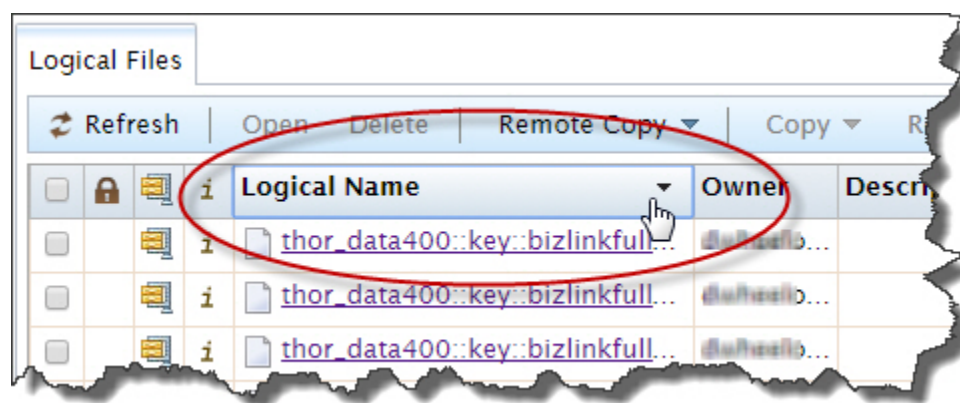 Logical Files
Refresh Open Delete Remote Copy Copy R
i Logical Name Owner Descrip
i thor_data400::key::bizlinkfull...
i thor_data400::key::bizlinkfull...
i thor_data400::key::bizlinkfull...